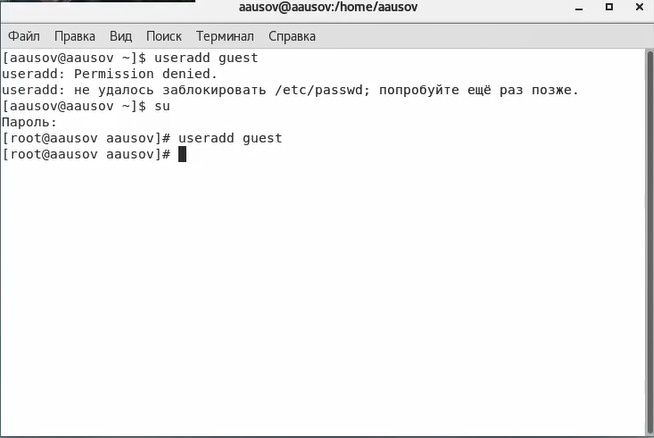 aausov@aausov:/home/aausov
Файл Правка Вид Поиск Терминал Справка
[aausov@aausov ~]$ useradd guest
useradd: Permission denied.
useradd: не удалось заблокировать /etc/passwd; попробуйте ещё раз позже.
[aausov@aausov ~]$ su
Пароль:
[root@aausov aausov]# useradd guest
[root@aausov aausov]#